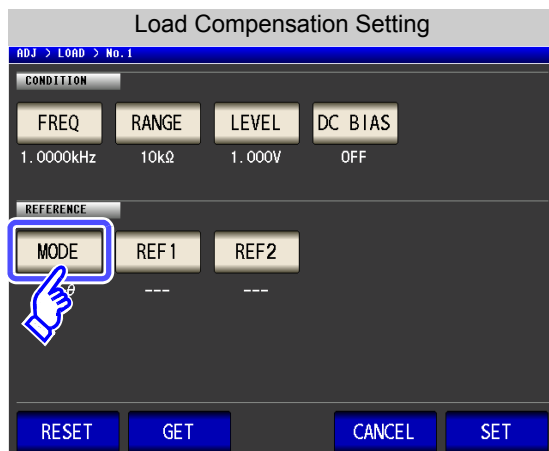 Load Compensation Setting
ADJ > LOAD > No.1
CONDITION
FREQ RANGE LEVEL DC BIAS
1.0000kHz 10kΩ 1.000V OFF
REFERENCE
MODE REF1 REF2
θ --- ---
RESET GET CANCEL SET